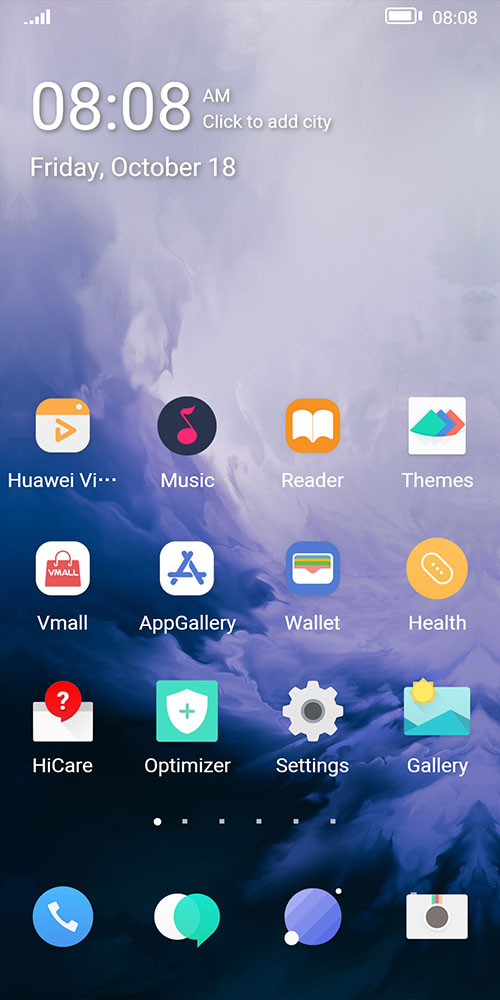 08:08
08:08 AM
Click to add city
Friday, October 18
Huawei Vi···
Music
Reader
Themes
VMALL
Vmall
AppGallery
Wallet
Health
?
HiCare
Optimizer
Settings
Gallery